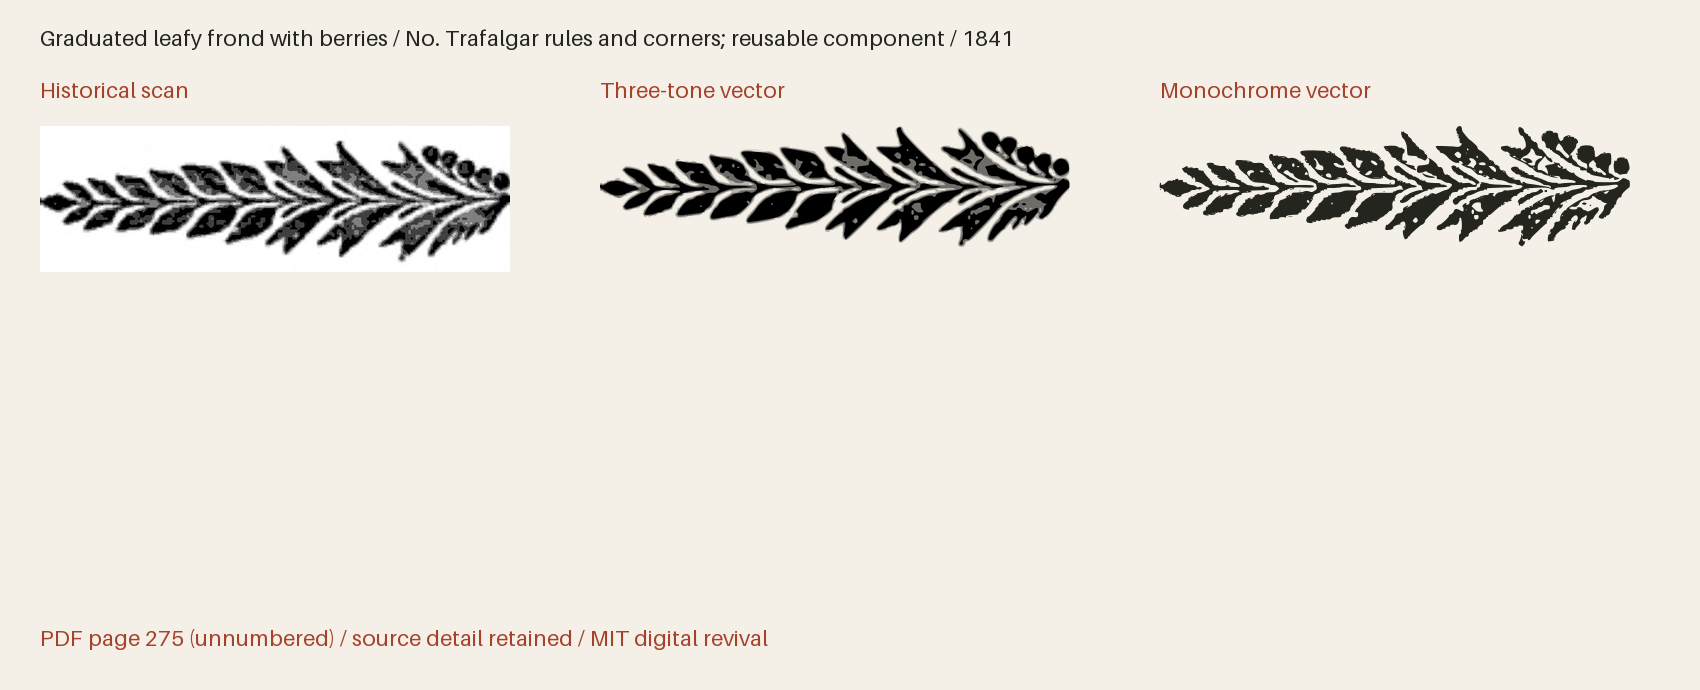 Graduated leafy frond with berries / No. Trafalgar rules and corners; reusable component / 1841
Historical scan
Three-tone vector
Monochrome vector
PDF page 275 (unnumbered) / source detail retained / MIT digital revival